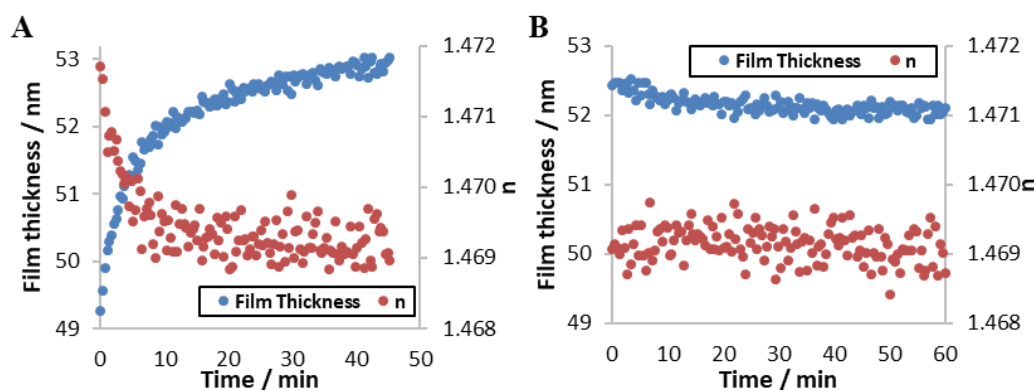 A
Film thickness / nm
53
52
51
50
49
1.472
1.471
1.470
1.469
1.468
n
Film Thickness n
0 10 20 30 40 50
Time / min
B
Film thickness / nm
53
52
51
50
49
1.472
1.471
1.470
1.469
1.468
n
Film Thickness n
0 10 20 30 40 50 60
Time / min